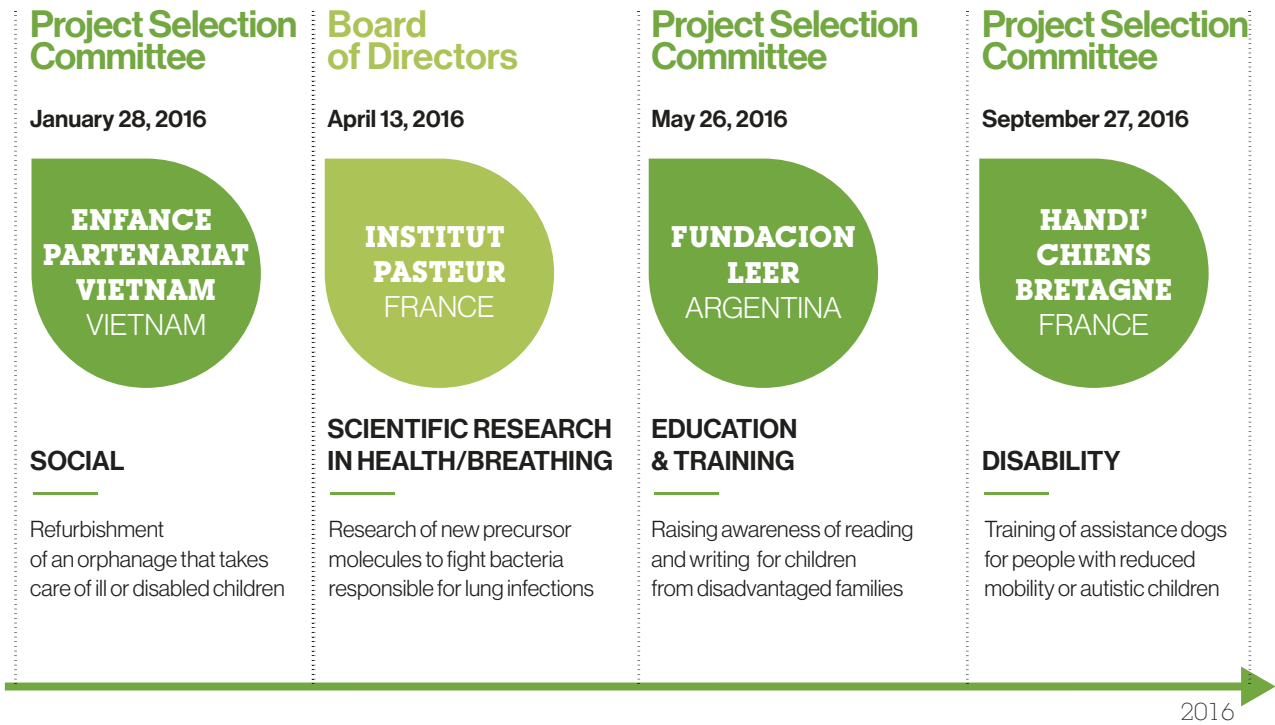 Project Selection
Committee
January 28, 2016
ENFANCE
PARTENARIAT
VIETNAM
VIETNAM
SOCIAL
Refurbishment
of an orphanage that takes
care of ill or disabled children
Board
of Directors
April 13, 2016
INSTITUT
PASTEUR
FRANCE
SCIENTIFIC RESEARCH
IN HEALTH/BREATHING
Research of new precursor
molecules to fight bacteria
responsible for lung infections
Project Selection
Committee
May 26, 2016
FUNDACION
LEER
ARGENTINA
EDUCATION
& TRAINING
Raising awareness of reading
and writing for children
from disadvantaged families
Project Selection
Committee
September 27, 2016
HANDI’
CHIENS
BRETAGNE
FRANCE
DISABILITY
Training of assistance dogs
for people with reduced
mobility or autistic children
2016